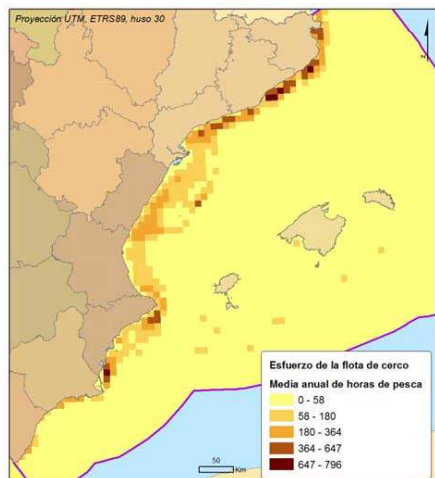 Proyección UTM, ETRS89, huso 30
Esfuerzo de la flota de cerco
Media anual de horas de pesca
0 - 58
58 - 180
180 - 364
364 - 647
647 - 796
50
Km